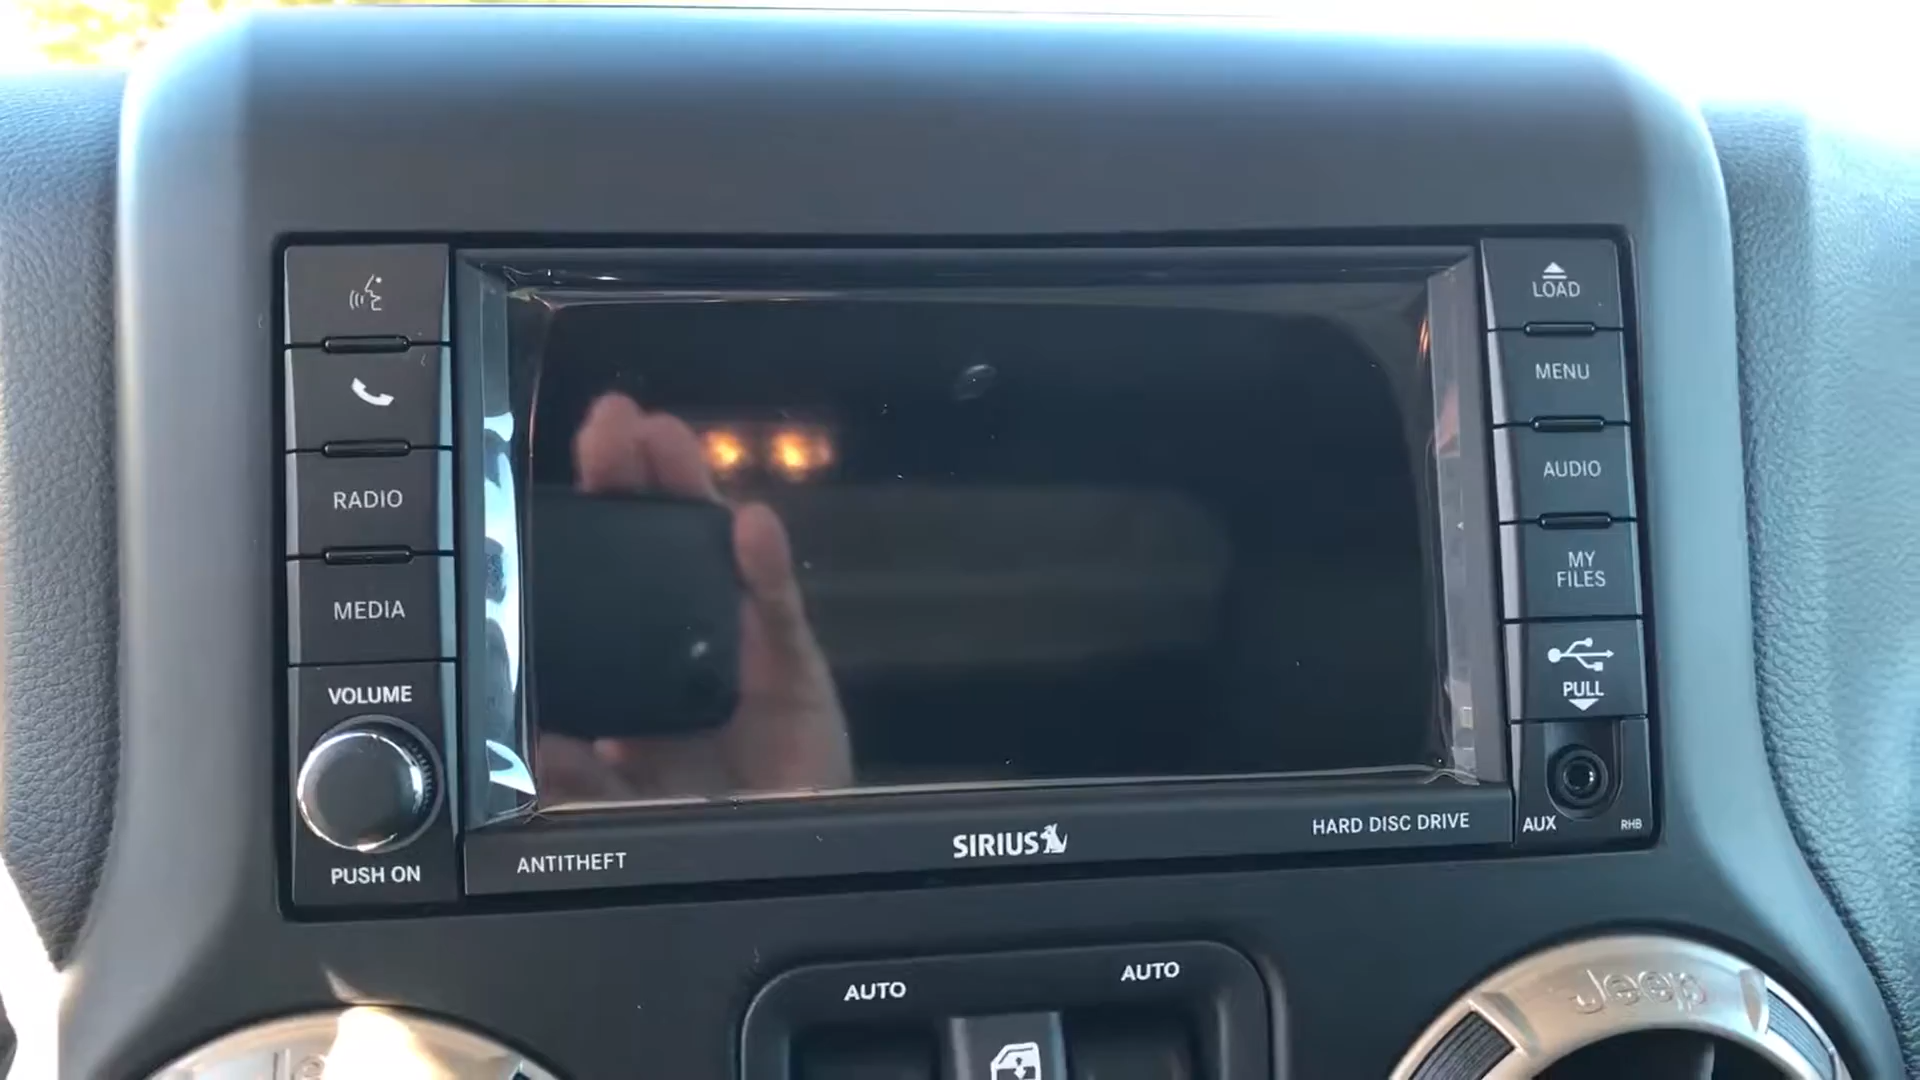 LOAD
MENU
AUDIO
RADIO
MY
FILES
MEDIA
PULL
VOLUME
AUX
RHB
HARD DISC DRIVE
SIRIUS
ANTITHEFT
PUSH ON
AUTO
AUTO
Jeep